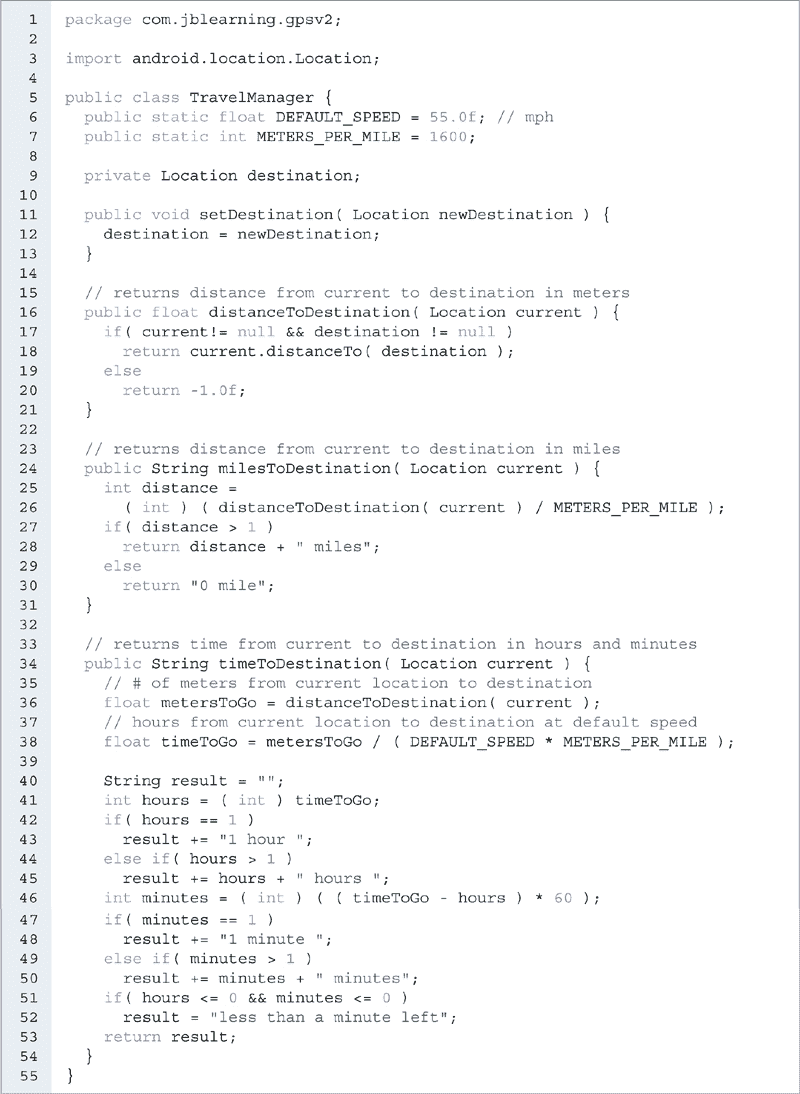 1 package com.jblearning.gpsv2;
2
3 import android.location.Location;
4
5 public class TravelManager {
6   public static float DEFAULT_SPEED = 55.0f; // mph
7   public static int METERS_PER_MILE = 1600;
8
9   private Location destination;
10
11   public void setDestination( Location newDestination ) {
12     destination = newDestination;
13   }
14
15   // returns distance from current to destination in meters
16   public float distanceToDestination( Location current ) {
17     if( current!= null && destination != null )
18       return current.distanceTo( destination );
19     else
20       return -1.0f;
21   }
22
23   // returns distance from current to destination in miles
24   public String milesToDestination( Location current ) {
25     int distance =
26       ( int ) ( distanceToDestination( current ) / METERS_PER_MILE );
27     if( distance > 1 )
28       return distance + " miles";
29     else
30       return "0 mile";
31   }
32
33   // returns time from current to destination in hours and minutes
34   public String timeToDestination( Location current ) {
35     // # of meters from current location to destination
36     float metersToGo = distanceToDestination( current );
37     // hours from current location to destination at default speed
38     float timeToGo = metersToGo / ( DEFAULT_SPEED * METERS_PER_MILE );
39
40     String result = "";
41     int hours = ( int ) timeToGo;
42     if( hours == 1 )
43       result += "1 hour ";
44     else if( hours > 1 )
45       result += hours + " hours ";
46     int minutes = ( int ) ( ( timeToGo - hours ) * 60 );
47     if( minutes == 1 )
48       result += "1 minute ";
49     else if( minutes > 1 )
50       result += minutes + " minutes";
51     if( hours <= 0 && minutes <= 0 )
52       result = "less than a minute left";
53     return result;
54   }
55 }